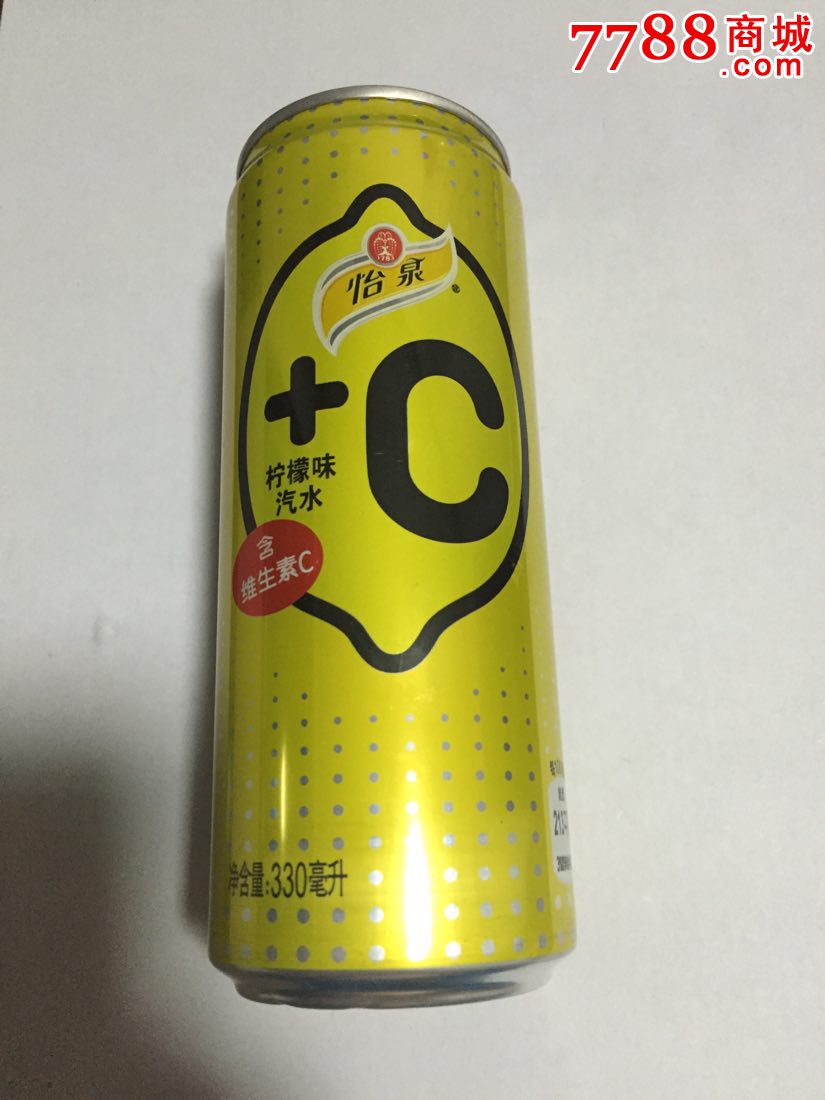 7788商城
.com
怡泉
+C
柠檬味
汽水
含
维生素C
净含量:330毫升